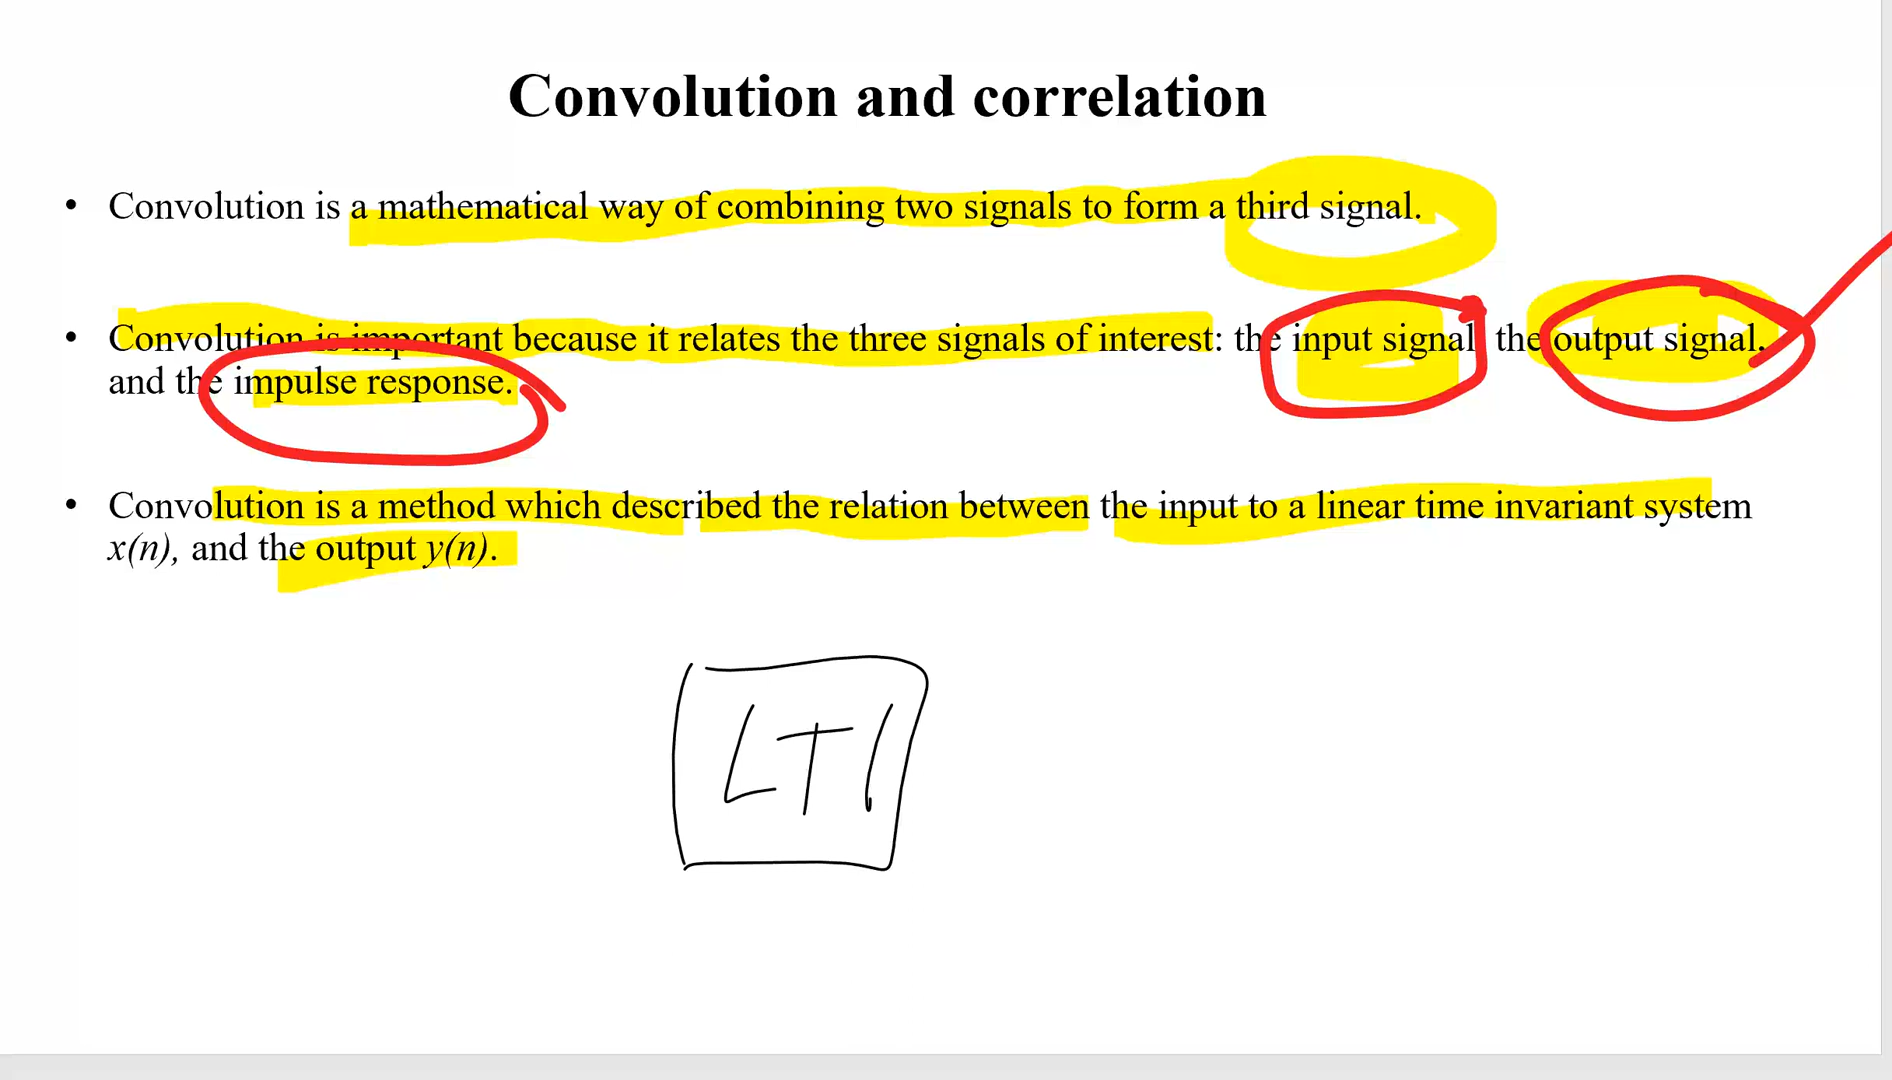 Convolution and correlation
• Convolution is a mathematical way of combining two signals to form a third signal.
• Convolution is important because it relates the three signals of interest: the input signal, the output signal,
and the impulse response.
• Convolution is a method which described the relation between the input to a linear time invariant system
x(n), and the output y(n).
LTI